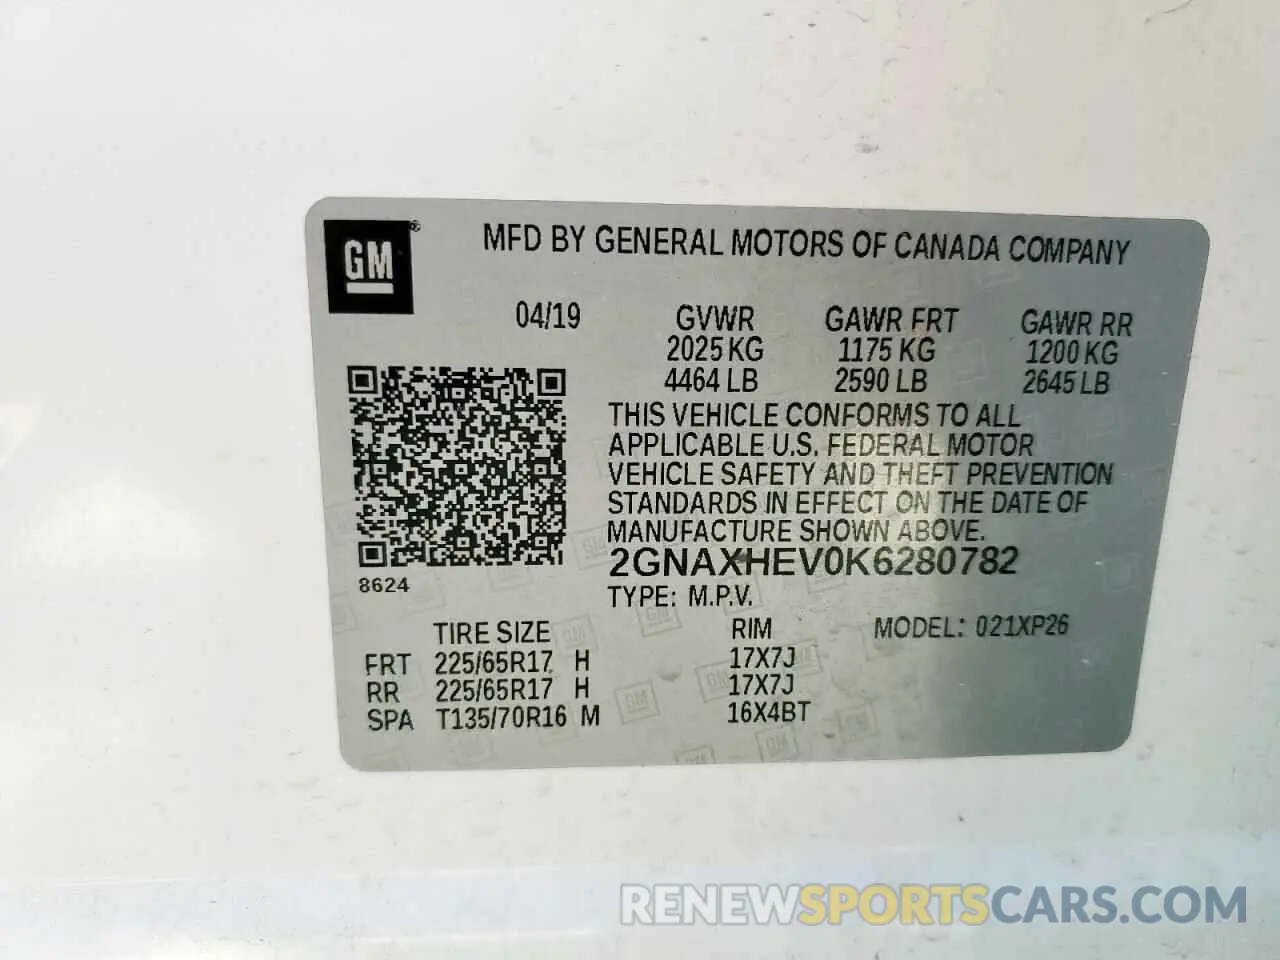 GM ®
MFD BY GENERAL MOTORS OF CANADA COMPANY
04/19 GVWR GAWR FRT GAWR RR
2025 KG 1175 KG 1200 KG
4464 LB 2590 LB 2645 LB
THIS VEHICLE CONFORMS TO ALL
APPLICABLE U.S. FEDERAL MOTOR
VEHICLE SAFETY AND THEFT PREVENTION
STANDARDS IN EFFECT ON THE DATE OF
MANUFACTURE SHOWN ABOVE.
8624
2GNAXHEV0K6280782
TYPE: M.P.V.
TIRE SIZE RIM MODEL: 021XP26
FRT 225/65R17 H 17X7J
RR 225/65R17 H 17X7J
SPA T135/70R16 M 16X4BT
RENEWSPORTSCARS.COM